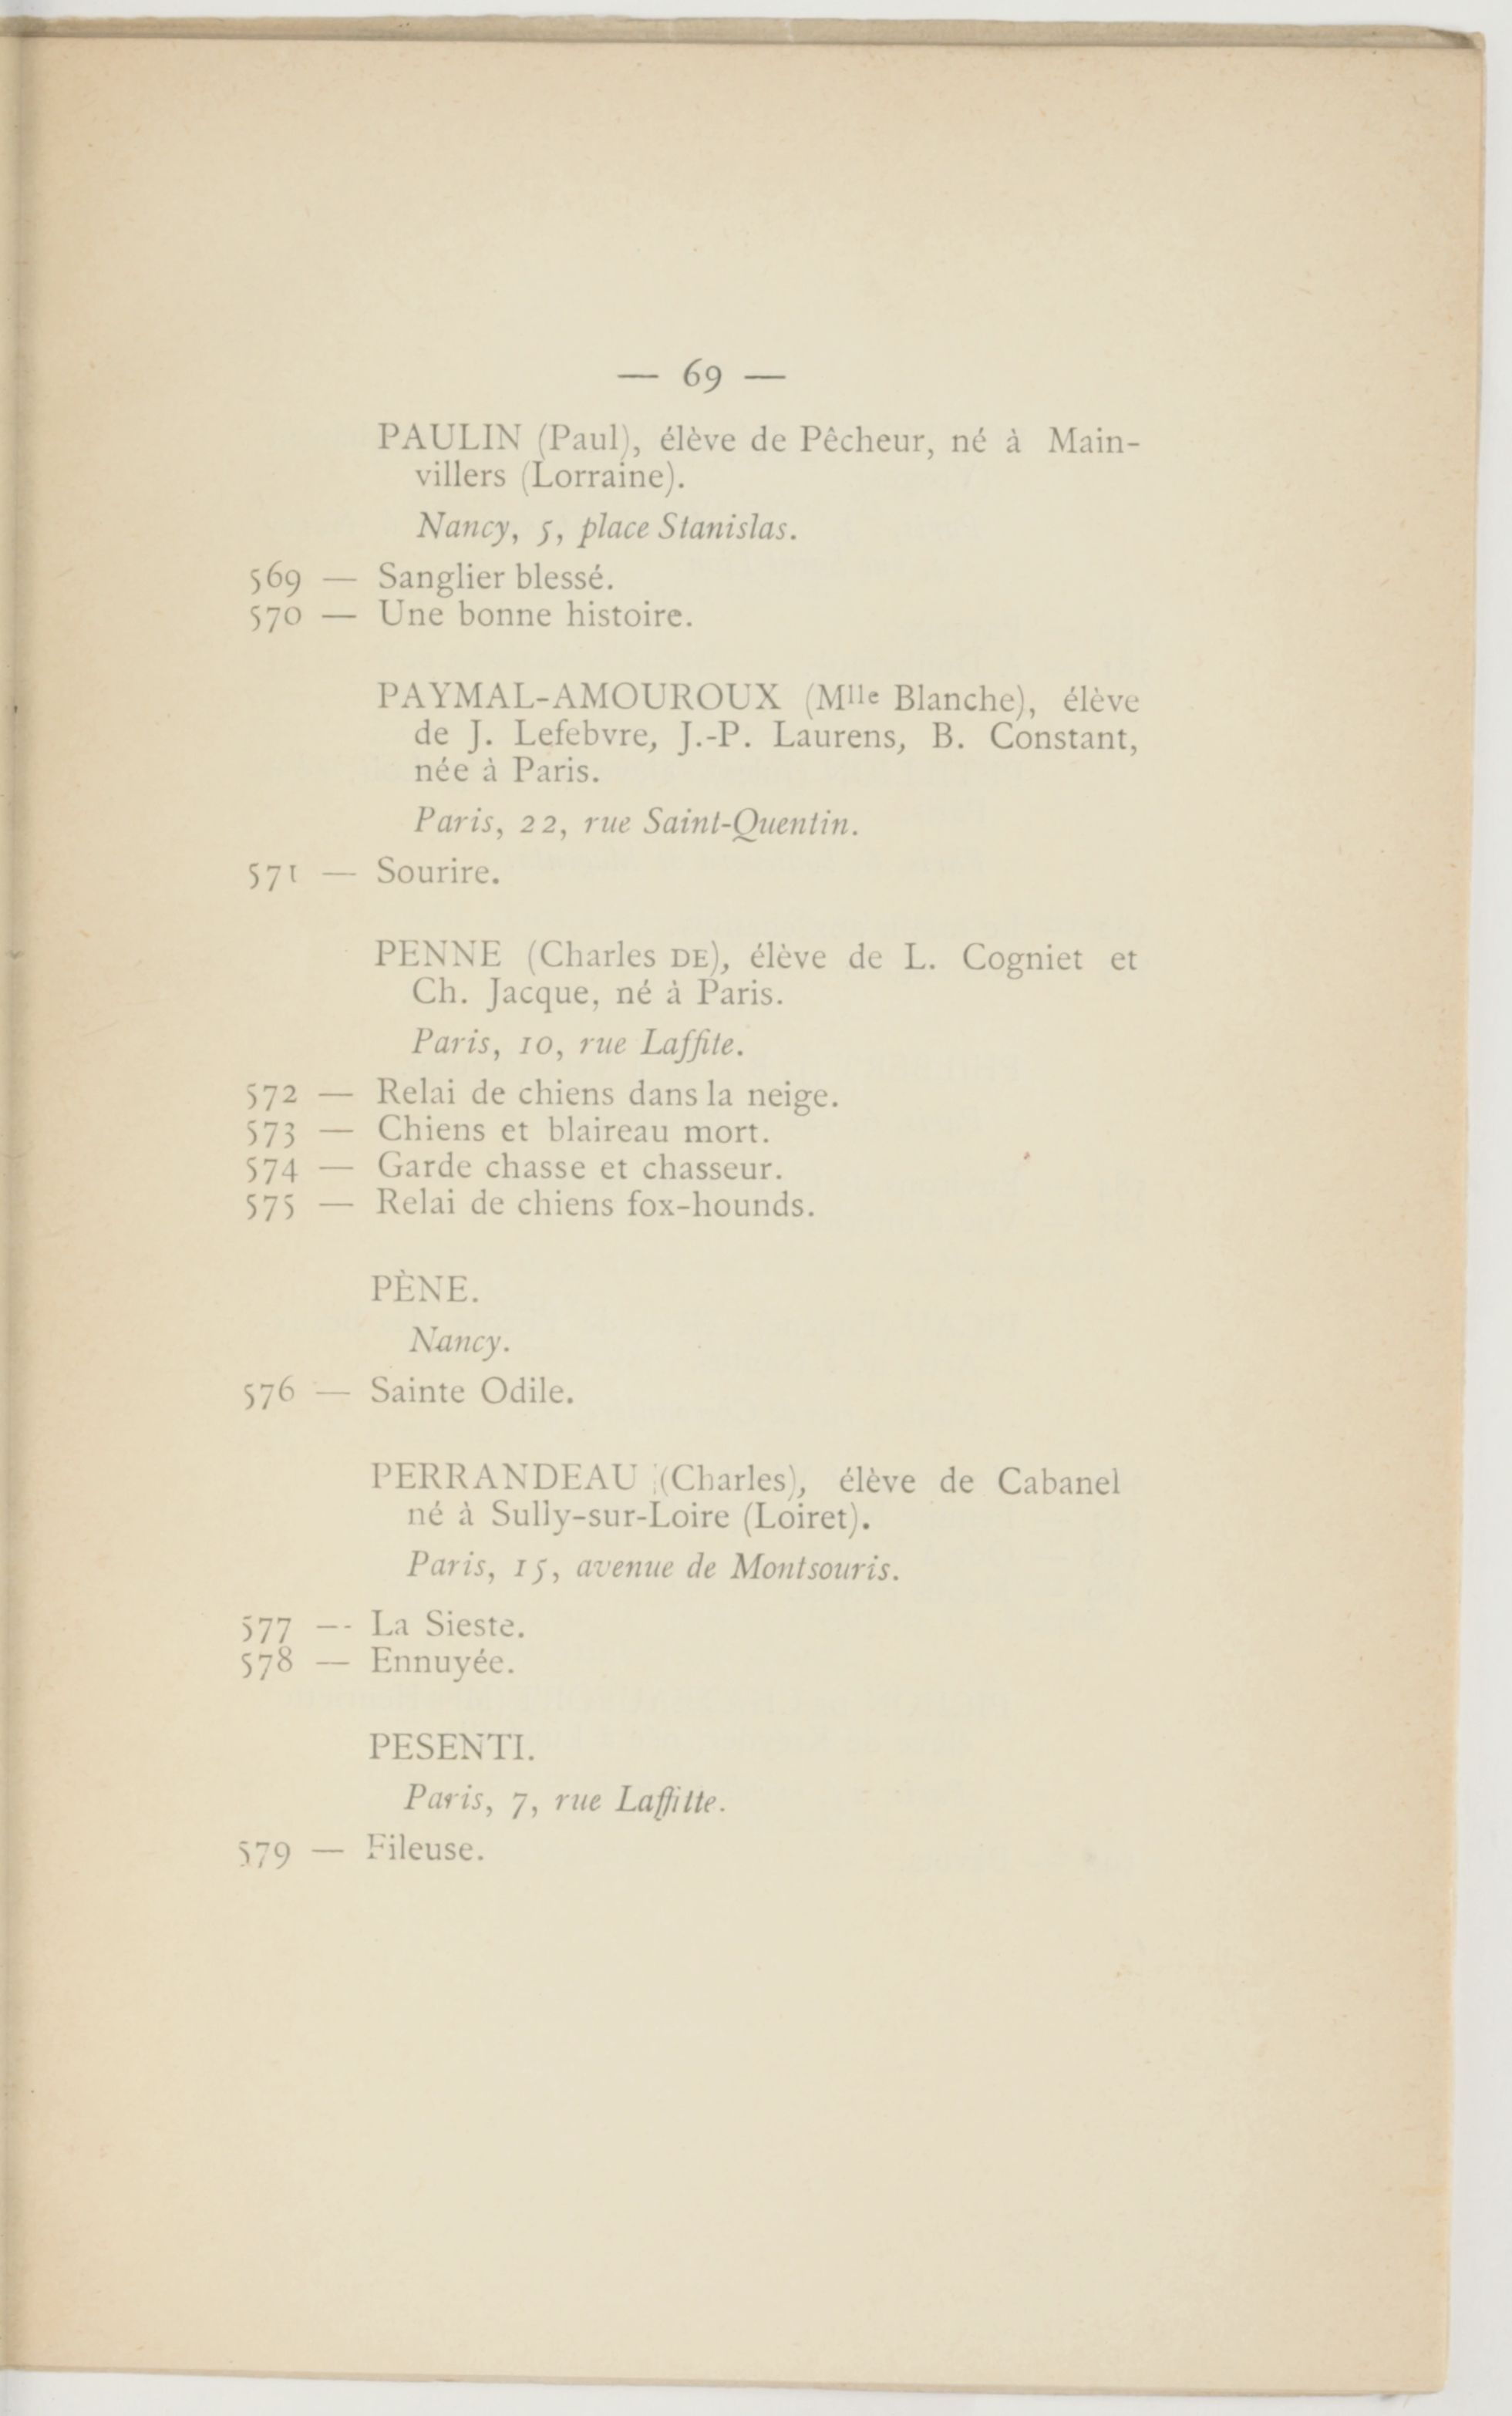 — 69 —
PAULIN (Paul), élève de Pêcheur, né à Main-
villers (Lorraine).
Nancy, 5, place Stanislas.
569 — Sanglier blessé.
570 — Une bonne histoire.
PAYMAL-AMOUROUX (Mlle Blanche), élève
de J. Lefebvre, J.-P. Laurens, B. Constant,
née à Paris.
Paris, 22, rue Saint-Quentin.
571 — Sourire.
PENNE (Charles DE), élève de L. Cogniet et
Ch. Jacque, né à Paris.
Paris, 10, rue Laffite.
572 — Relai de chiens dans la neige.
573 — Chiens et blaireau mort.
574 — Garde chasse et chasseur.
575 — Relai de chiens fox-hounds.
PÈNE.
Nancy.
576 — Sainte Odile.
PERRANDEAU (Charles), élève de Cabanel
né à Sully-sur-Loire (Loiret).
Paris, 15, avenue de Montsouris.
577 — La Sieste.
578 — Ennuyée.
PESENTI.
Paris, 7, rue Laffitte.
579 — Fileuse.